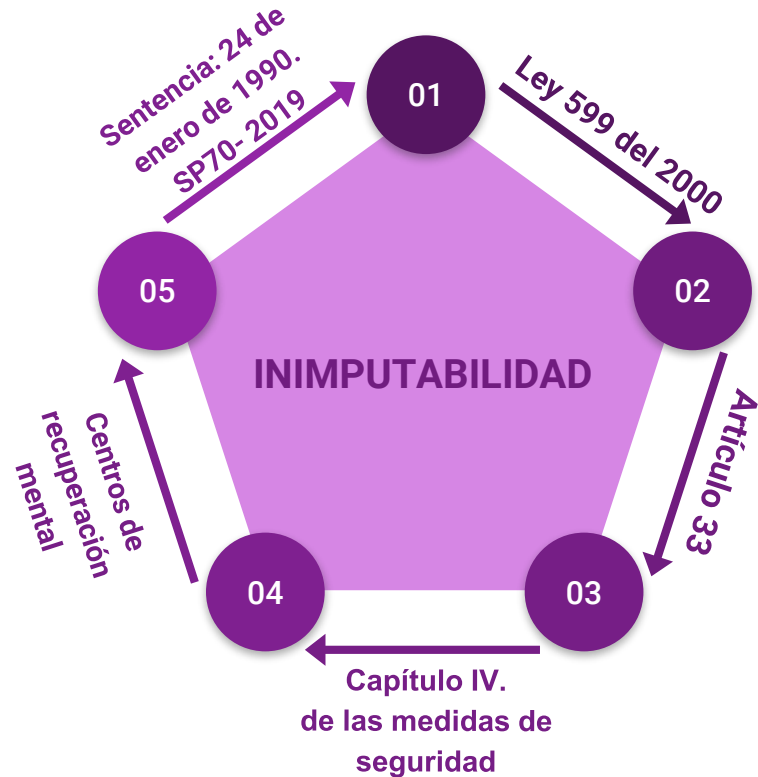 01
Ley 599 del 2000
02
Artículo 33
03
Capítulo IV.
de las medidas de
seguridad
04
Centros de
recuperación
mental
05
Sentencia: 24 de
enero de 1990.
SP70- 2019
INIMPUTABILIDAD